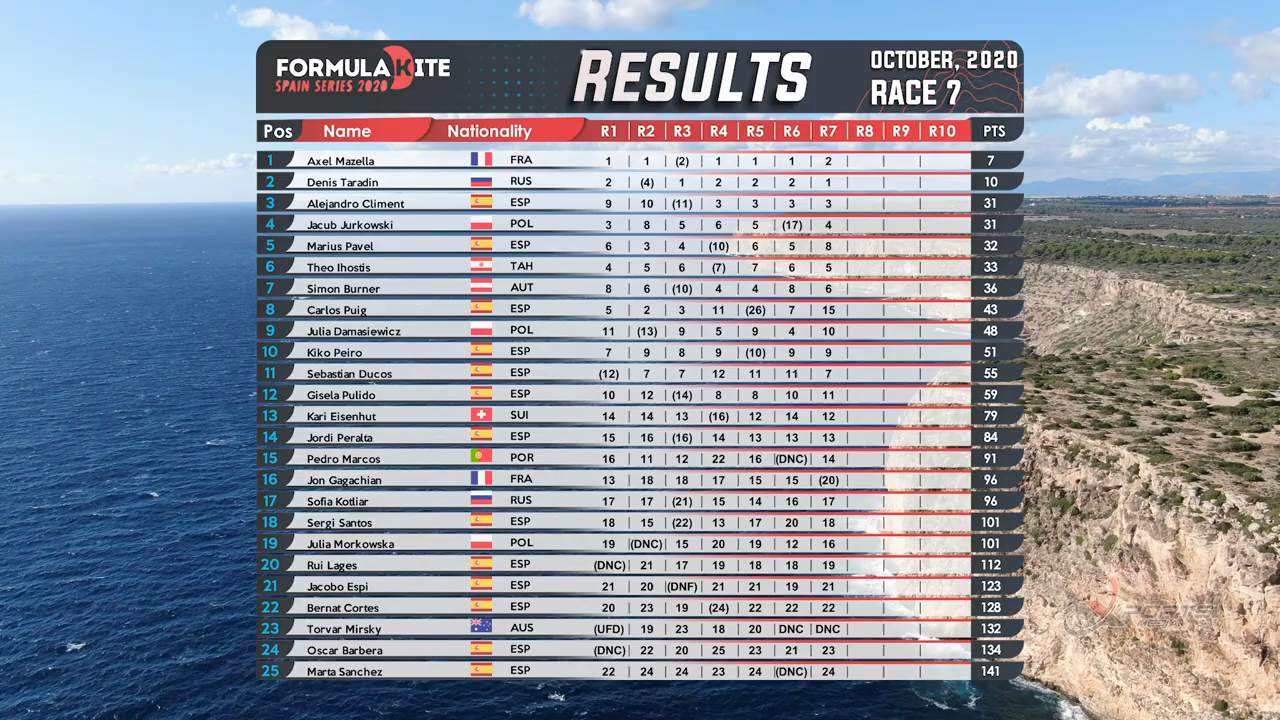 FORMULA KITE
SPAIN SERIES 2020
RESULTS
OCTOBER, 2020
RACE 7
Pos Name Nationality R1 R2 R3 R4 R5 R6 R7 R8 R9 R10 PTS
1 Axel Mazella FRA 1 1 (2) 1 1 1 2 7
2 Denis Taradin RUS 2 (4) 1 2 2 2 1 10
3 Alejandro Climent ESP 9 10 (11) 3 3 3 3 31
4 Jacub Jurkowski POL 3 8 5 6 5 (17) 4 31
5 Marius Pavel ESP 6 3 4 (10) 6 5 8 32
6 Theo Ihostis TAH 4 5 6 (7) 7 6 5 33
7 Simon Burner AUT 8 6 (10) 4 4 8 6 36
8 Carlos Puig ESP 5 2 3 11 (26) 7 15 43
9 Julia Damasiewicz POL 11 (13) 9 5 9 4 10 48
10 Kiko Peiro ESP 7 9 8 9 (10) 9 9 51
11 Sebastian Ducos ESP (12) 7 7 12 11 11 7 55
12 Gisela Pulido ESP 10 12 (14) 8 8 10 11 59
13 Kari Eisenhut SUI 14 14 13 (16) 12 14 12 79
14 Jordi Peralta ESP 15 16 (16) 14 13 13 13 84
15 Pedro Marcos POR 16 11 12 22 16 (DNC) 14 91
16 Jon Gagachian FRA 13 18 18 17 15 15 (20) 96
17 Sofia Kotliar RUS 17 17 (21) 15 14 16 17 96
18 Sergi Santos ESP 18 15 (22) 13 17 20 18 101
19 Julia Morkowska POL 19 (DNC) 15 20 19 12 16 101
20 Rui Lages ESP (DNC) 21 17 19 18 18 19 112
21 Jacobo Espi ESP 21 20 (DNF) 21 21 19 21 123
22 Bernat Cortes ESP 20 23 19 (24) 22 22 22 128
23 Torvar Mirsky AUS (UFD) 19 23 18 20 DNC DNC 132
24 Oscar Barbera ESP (DNC) 22 20 25 23 21 23 134
25 Marta Sanchez ESP 22 24 24 23 24 (DNC) 24 141